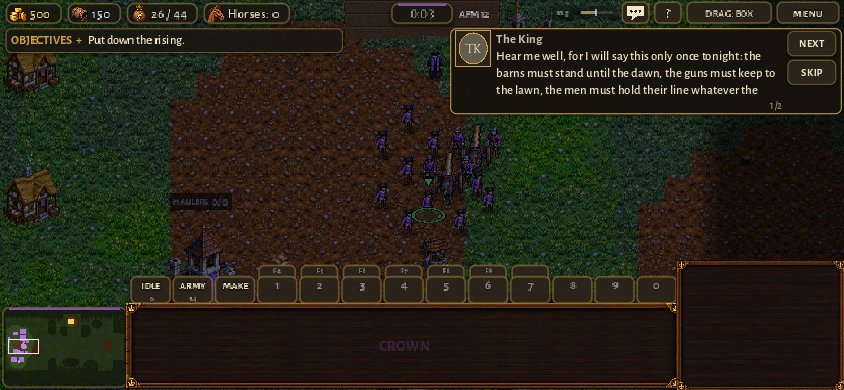 500
150
26/44
Horses: 0
0:03
?
DRAG: BOX
MENU
OBJECTIVES + Put down the rising.
TK
The King
Hear me well, for I will say this only once tonight: the
barns must stand until the dawn, the guns must keep to
the lawn, the men must hold their line whatever the
1/2
NEXT
SKIP
HAULERS 0/0
IDLE
ARMY
MAKE
1
2
3
4
5
6
7
8
9
0
CROWN